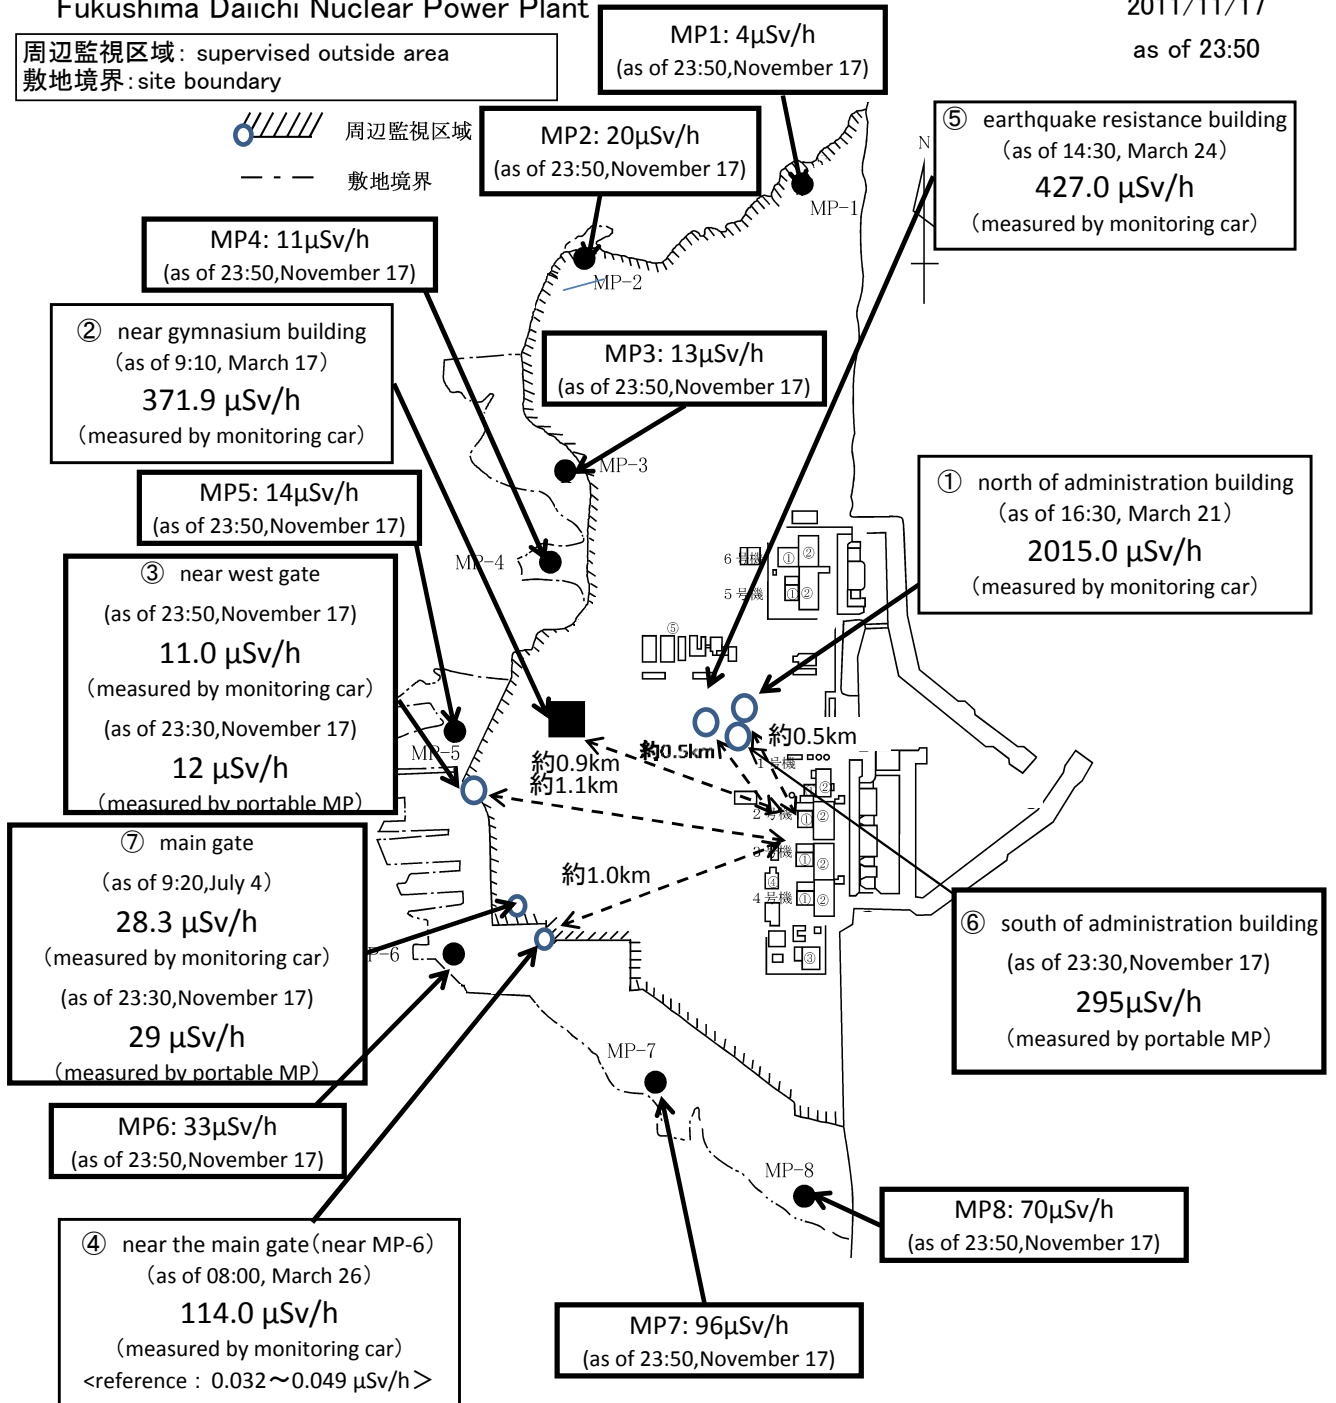 Fukushima Daiichi Nuclear Power Plant
2011/11/17
as of 23:50
周辺監視区域: supervised outside area
敷地境界:site boundary
周辺監視区域
敷地境界
MP1: 4μSv/h
(as of 23:50,November 17)
MP2: 20μSv/h
(as of 23:50,November 17)
⑤ earthquake resistance building
(as of 14:30, March 24)
427.0 μSv/h
(measured by monitoring car)
N
MP-1
MP4: 11μSv/h
(as of 23:50,November 17)
MP-2
② near gymnasium building
(as of 9:10, March 17)
371.9 μSv/h
(measured by monitoring car)
MP3: 13μSv/h
(as of 23:50,November 17)
MP-3
MP5: 14μSv/h
(as of 23:50,November 17)
① north of administration building
(as of 16:30, March 21)
2015.0 μSv/h
(measured by monitoring car)
MP-4
6号機
①
②
5号機
①
②
③ near west gate
(as of 23:50,November 17)
11.0 μSv/h
(measured by monitoring car)
(as of 23:30,November 17)
12 μSv/h
(measured by portable MP)
⑤
MP-5
約0.9km
約1.1km
約0.5km
約0.5km
1号機
②
2号機
①
②
3号機
①
②
④
4号機
①
②
③
約1.0km
⑦ main gate
(as of 9:20,July 4)
28.3 μSv/h
(measured by monitoring car)
(as of 23:30,November 17)
29 μSv/h
(measured by portable MP)
P-6
⑥ south of administration building
(as of 23:30,November 17)
295μSv/h
(measured by portable MP)
MP-7
MP6: 33μSv/h
(as of 23:50,November 17)
MP-8
MP8: 70μSv/h
(as of 23:50,November 17)
④ near the main gate(near MP-6)
(as of 08:00, March 26)
114.0 μSv/h
(measured by monitoring car)
<reference : 0.032～0.049 μSv/h＞
MP7: 96μSv/h
(as of 23:50,November 17)